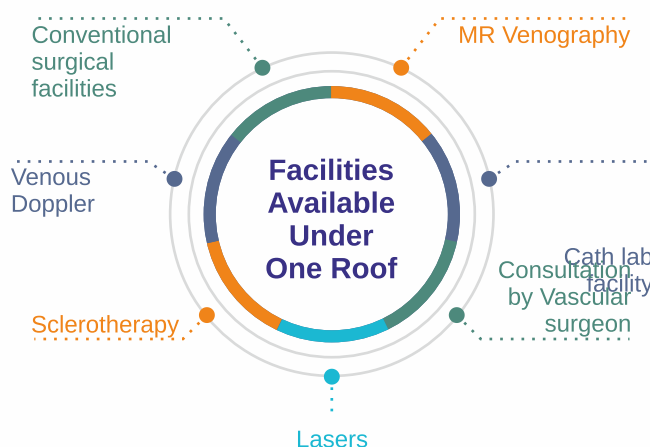 Conventional
surgical
facilities
MR Venography
Facilities
Available
Under
One Roof
Venous
Doppler
Cath lab
facility
Consultation
by Vascular
surgeon
Sclerotherapy
Lasers